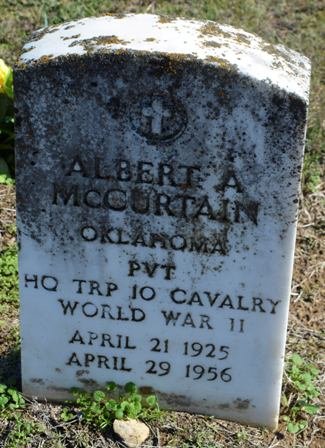 ALBERT A
MCCURTAIN
OKLAHOMA
PVT
HQ TRP 10 CAVALRY
WORLD WAR II
APRIL 21 1925
APRIL 29 1956